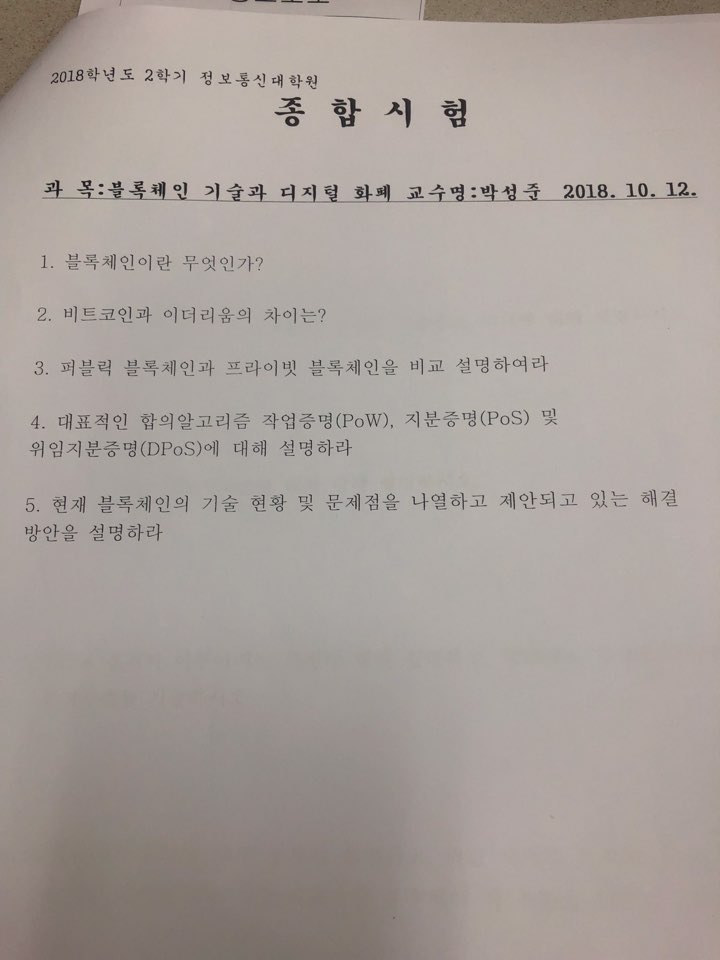 2018학년도 2학기 정보통신대학원
종 합 시 험
과 목:블록체인 기술과 디지털 화폐 교수명:박성준 2018. 10. 12.
1. 블록체인이란 무엇인가?
2. 비트코인과 이더리움의 차이는?
3. 퍼블릭 블록체인과 프라이빗 블록체인을 비교 설명하여라
4. 대표적인 합의알고리즘 작업증명(PoW), 지분증명(PoS) 및
위임지분증명(DPoS)에 대해 설명하라
5. 현재 블록체인의 기술 현황 및 문제점을 나열하고 제안되고 있는 해결
방안을 설명하라